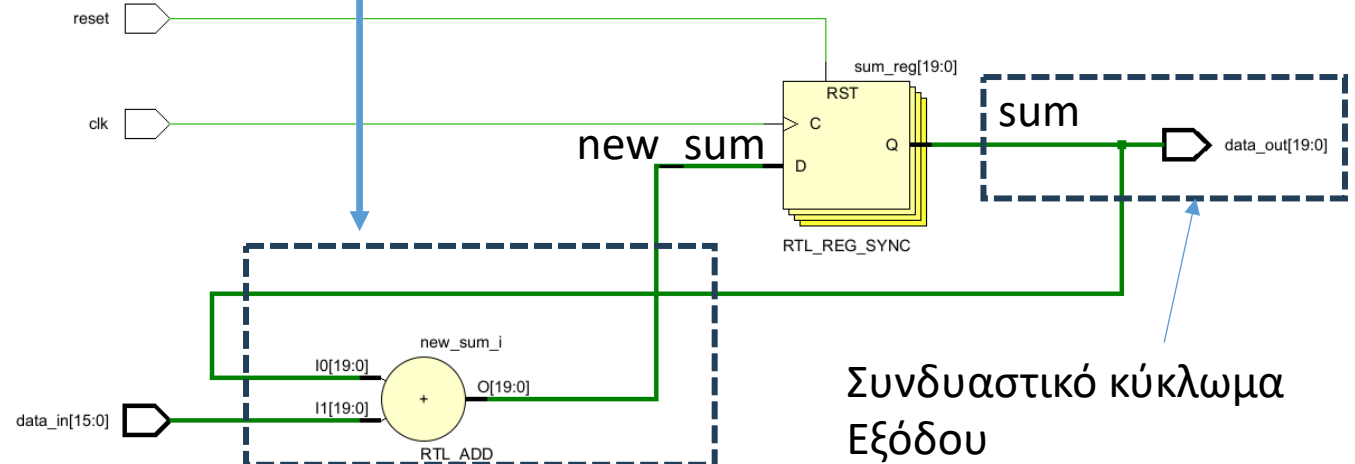 reset
sum_reg[19:0]
RST
clk
C
sum
new_sum
Q
data_out[19:0]
D
RTL_REG_SYNC
new_sum_i
I0[19:0]
O[19:0]
+
I1[19:0]
data_in[15:0]
RTL_ADD
Συνδυαστικό κύκλωμα
Εξόδου